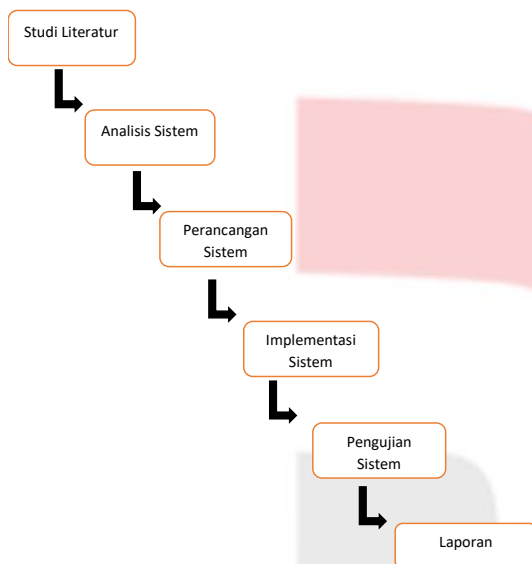 Studi Literatur
Analisis Sistem
Perancangan
Sistem
Implementasi
Sistem
Pengujian
Sistem
Laporan